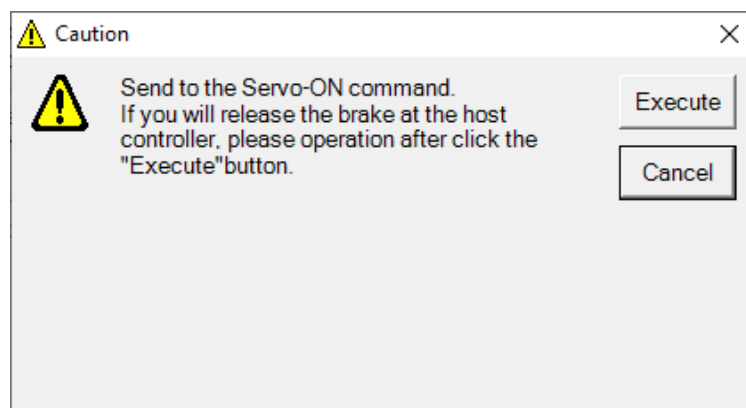 Caution
Send to the Servo-ON command.
If you will release the brake at the host
controller, please operation after click the
"Execute"button.
Execute
Cancel